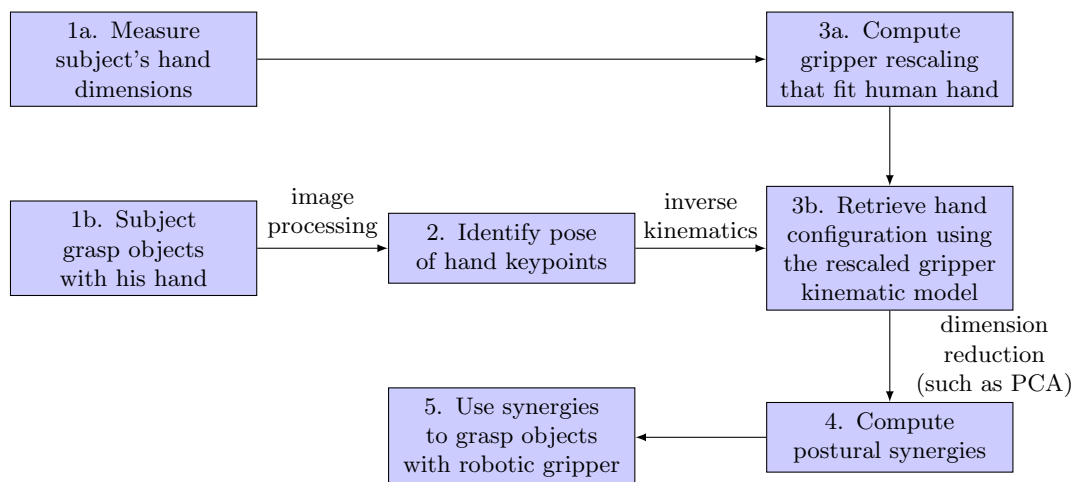 1a. Measure
subject's hand
dimensions
3a. Compute
gripper rescaling
that fit human hand
1b. Subject
grasp objects
with his hand
image
processing
2. Identify pose
of hand keypoints
inverse
kinematics
3b. Retrieve hand
configuration using
the rescaled gripper
kinematic model
dimension
reduction
(such as PCA)
5. Use synergies
to grasp objects
with robotic gripper
4. Compute
postural synergies